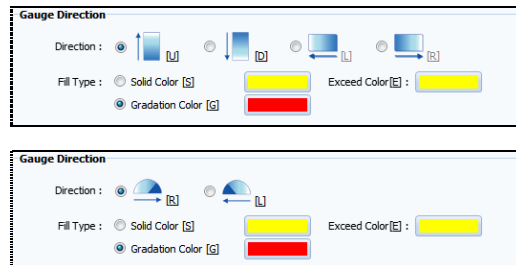 Gauge Direction
Direction : [U] [D] [L] [R]
Fill Type : Solid Color [S] Exceed Color[E] :
Gradation Color [G]
Gauge Direction
Direction : [R] [L]
Fill Type : Solid Color [S] Exceed Color[E] :
Gradation Color [G]